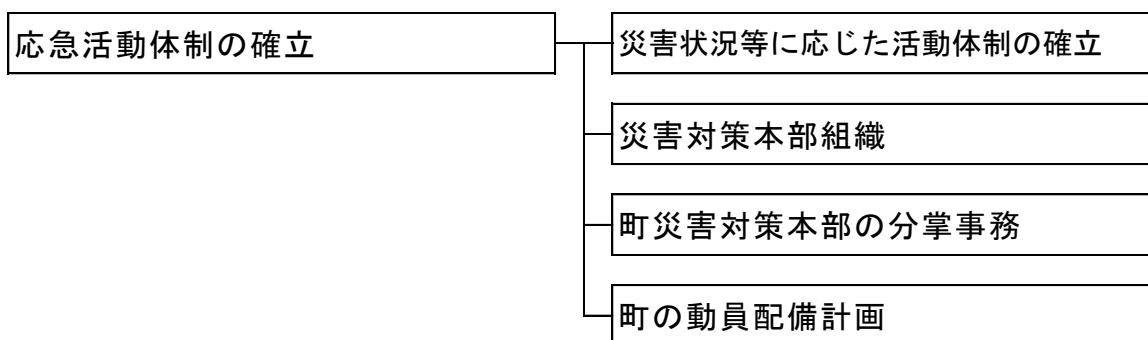 応急活動体制の確立
災害状況等に応じた活動体制の確立
災害対策本部組織
町災害対策本部の分掌事務
町の動員配備計画